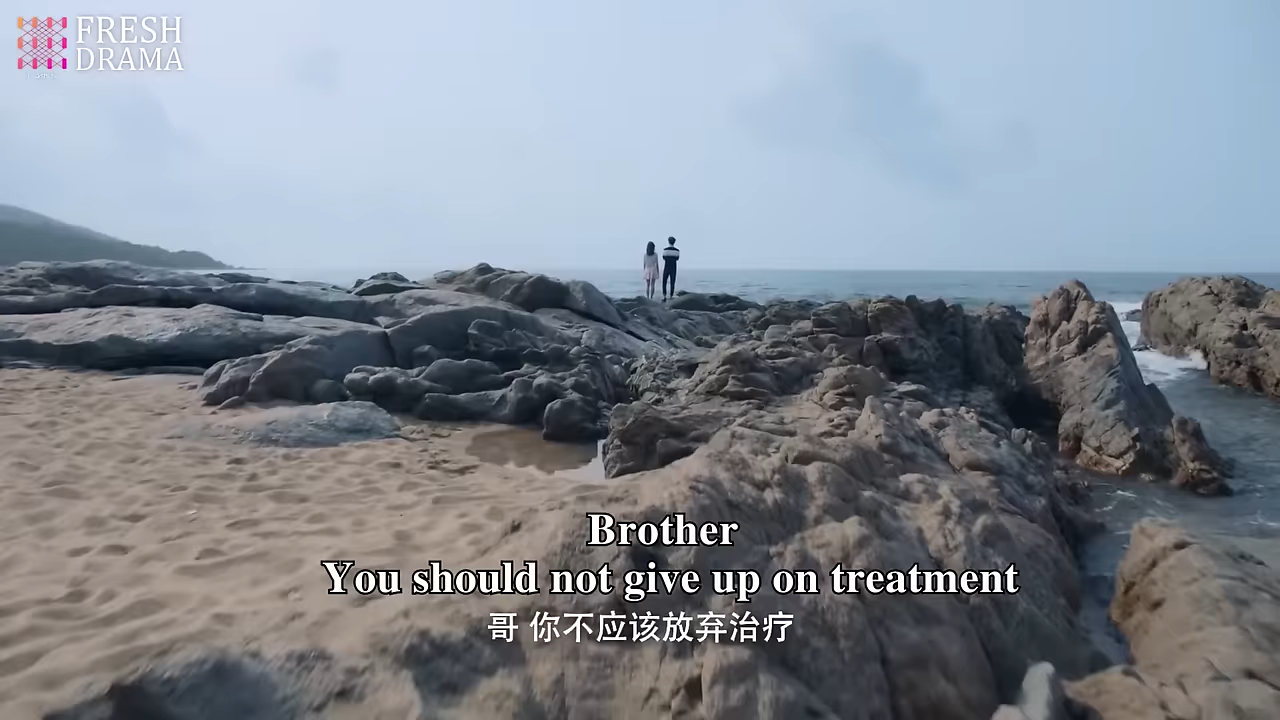 FRESH
DRAMA
Brother
You should not give up on treatment
哥 你不应该放弃治疗